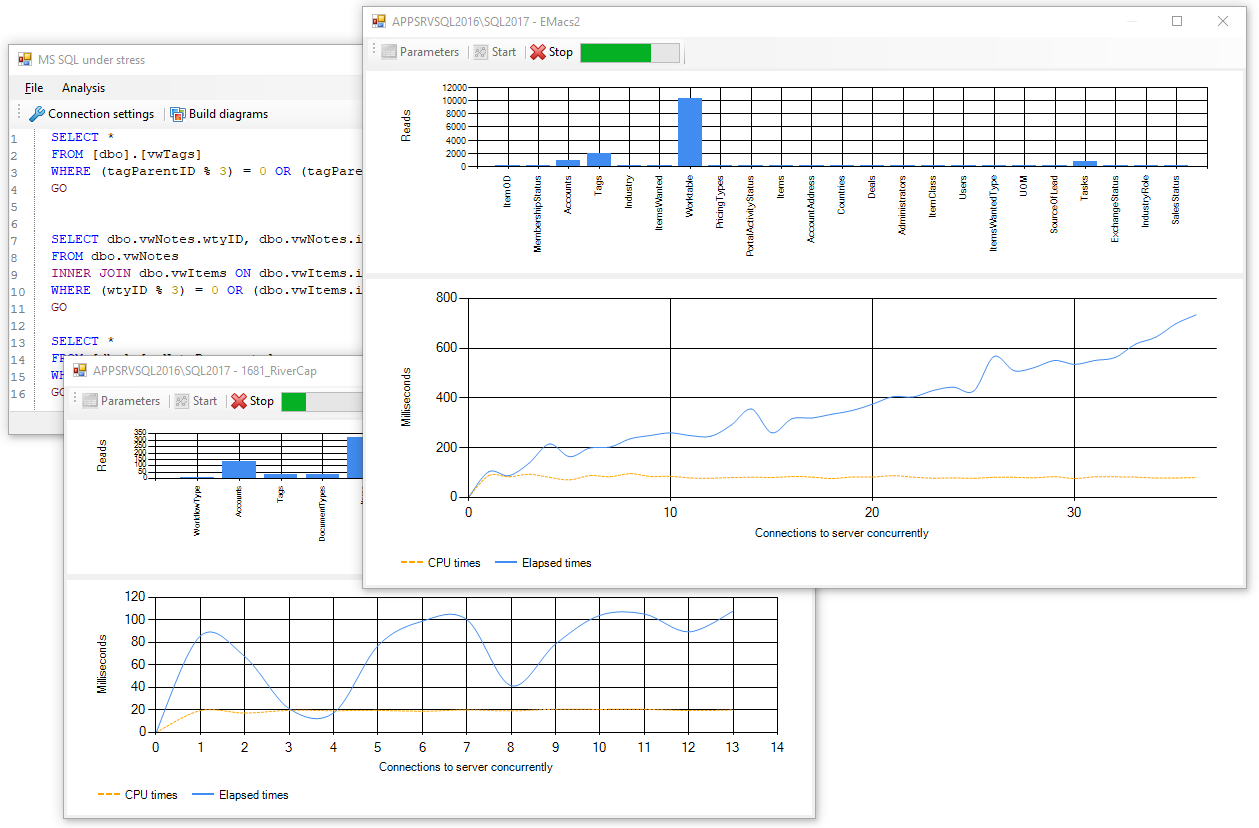 APPSRVSQL2016\SQL2017 - EMacs2
Parameters Start Stop
12000
10000
8000
6000
4000
2000
0
Reads
ItemOD
MembershipStatus
Accounts
Tags
Industry
ItemsWanted
Worktable
PricingTypes
PortalActivityStatus
Items
AccountAddress
Countries
Deals
Administrators
ItemClass
Users
ItemsWantedType
UOM
SourceOfLead
Tasks
ExchangeStatus
IndustryRole
SalesStatus
800
600
400
200
0
Milliseconds
0 10 20 30
Connections to server concurrently
CPU times Elapsed times
MS SQL under stress
File Analysis
Connection settings Build diagrams
1 SELECT *
2 FROM [dbo].[vwTags]
3 WHERE (tagParentID % 3) = 0 OR (tagPare
4 GO
5
6
7 SELECT dbo.vwNotes.wtyID, dbo.vwNotes.i
8 FROM dbo.vwNotes
9 INNER JOIN dbo.vwItems ON dbo.vwItems.i
10 WHERE (wtyID % 3) = 0 OR (dbo.vwItems.i
11 GO
12
13 SELECT *
14
15
16
APPSRVSQL2016\SQL2017 - 1681_RiverCap
Parameters Start Stop
350
300
250
200
150
100
50
0
Reads
WorkflowType
Accounts
Tags
DocumentTypes
120
100
80
60
40
20
0
Milliseconds
0 1 2 3 4 5 6 7 8 9 10 11 12 13 14
Connections to server concurrently
CPU times Elapsed times